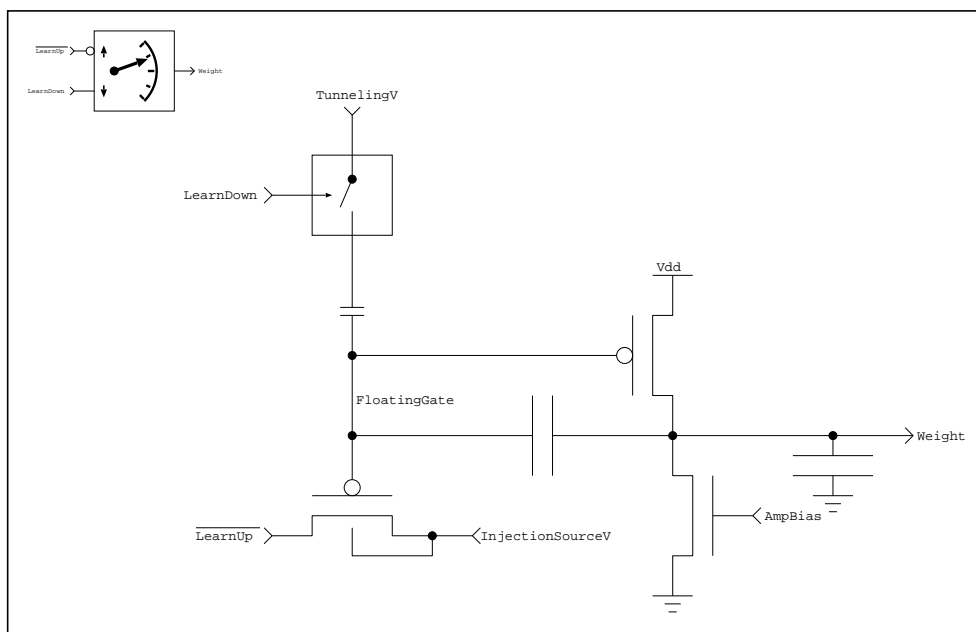 LearnUp
Weight
LearnDown
TunnelingV
LearnDown
Vdd
FloatingGate
Weight
AmpBias
LearnUp
InjectionSourceV